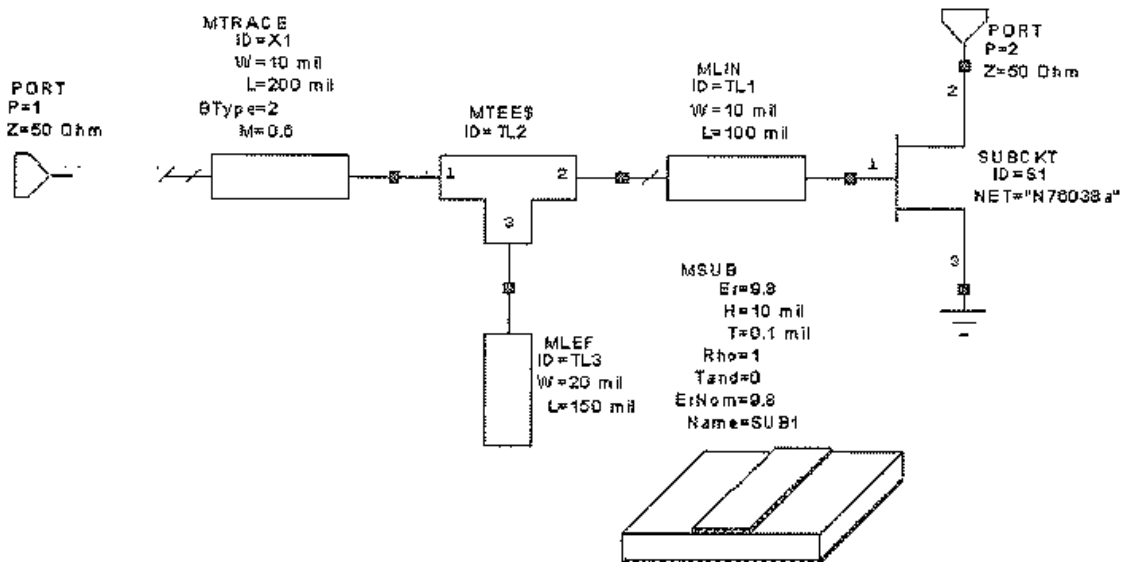 MTRACE
ID=X1
W=10 mil
L=200 mil
BType=2
M=0.6
PORT
P=1
Z=50 Ohm
MTEE$
ID=TL2
1
2
3
MLIN
ID=TL1
W=10 mil
L=100 mil
PORT
P=2
Z=50 Ohm
1
2
3
SUBCKT
ID=S1
NET="N76038a"
MLEF
ID=TL3
W=20 mil
L=150 mil
MSUB
Er=9.8
H=10 mil
T=0.1 mil
Rho=1
Tand=0
ErNom=9.8
Name=SUB1